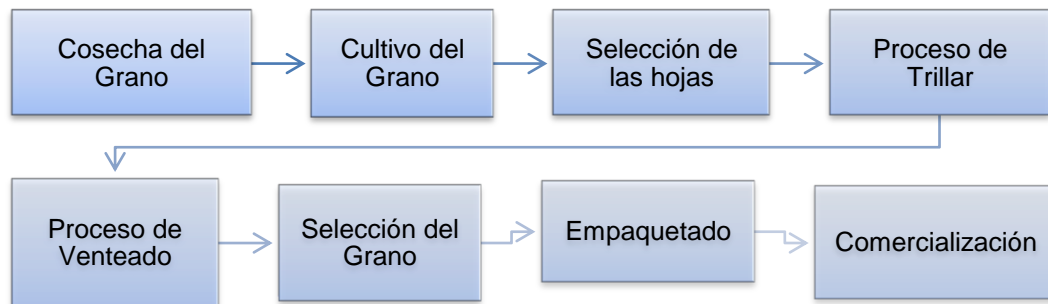 Cosecha del
Grano
Cultivo del
Grano
Selección de
las hojas
Proceso de
Trillar
Proceso de
Venteado
Selección del
Grano
Empaquetado
Comercialización